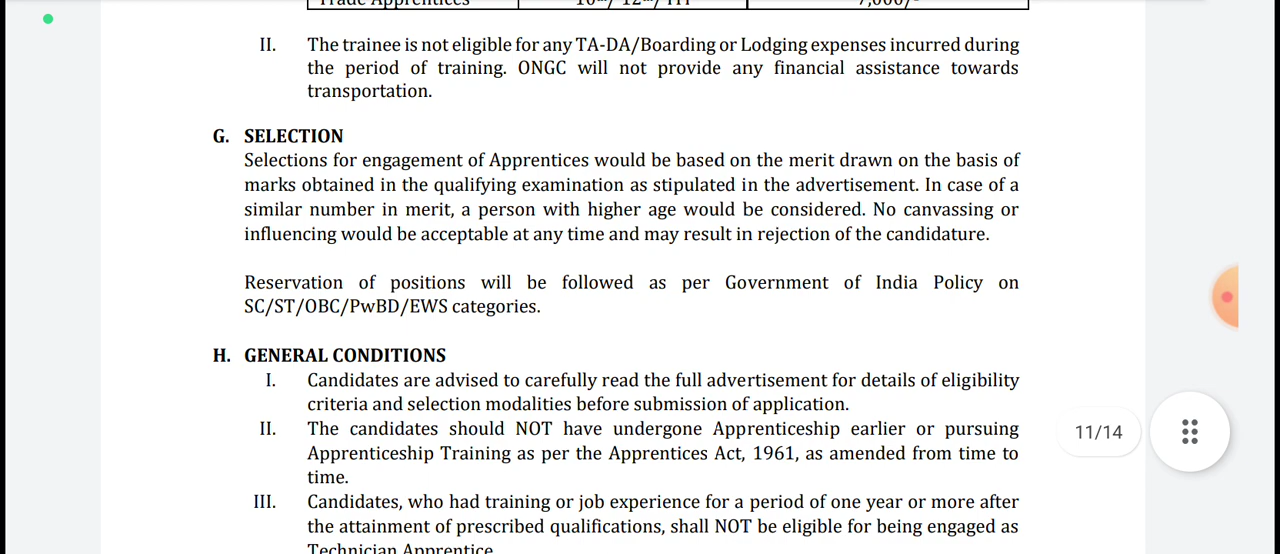 Trade Apprentices 10th/ 12th/ ITI 7,000/-
II. The trainee is not eligible for any TA-DA/Boarding or Lodging expenses incurred during
the period of training. ONGC will not provide any financial assistance towards
transportation.
G. SELECTION
Selections for engagement of Apprentices would be based on the merit drawn on the basis of
marks obtained in the qualifying examination as stipulated in the advertisement. In case of a
similar number in merit, a person with higher age would be considered. No canvassing or
influencing would be acceptable at any time and may result in rejection of the candidature.
Reservation of positions will be followed as per Government of India Policy on
SC/ST/OBC/PwBD/EWS categories.
H. GENERAL CONDITIONS
I. Candidates are advised to carefully read the full advertisement for details of eligibility
criteria and selection modalities before submission of application.
II. The candidates should NOT have undergone Apprenticeship earlier or pursuing
Apprenticeship Training as per the Apprentices Act, 1961, as amended from time to
time.
11/14
III. Candidates, who had training or job experience for a period of one year or more after
the attainment of prescribed qualifications, shall NOT be eligible for being engaged as
Technician Apprentice